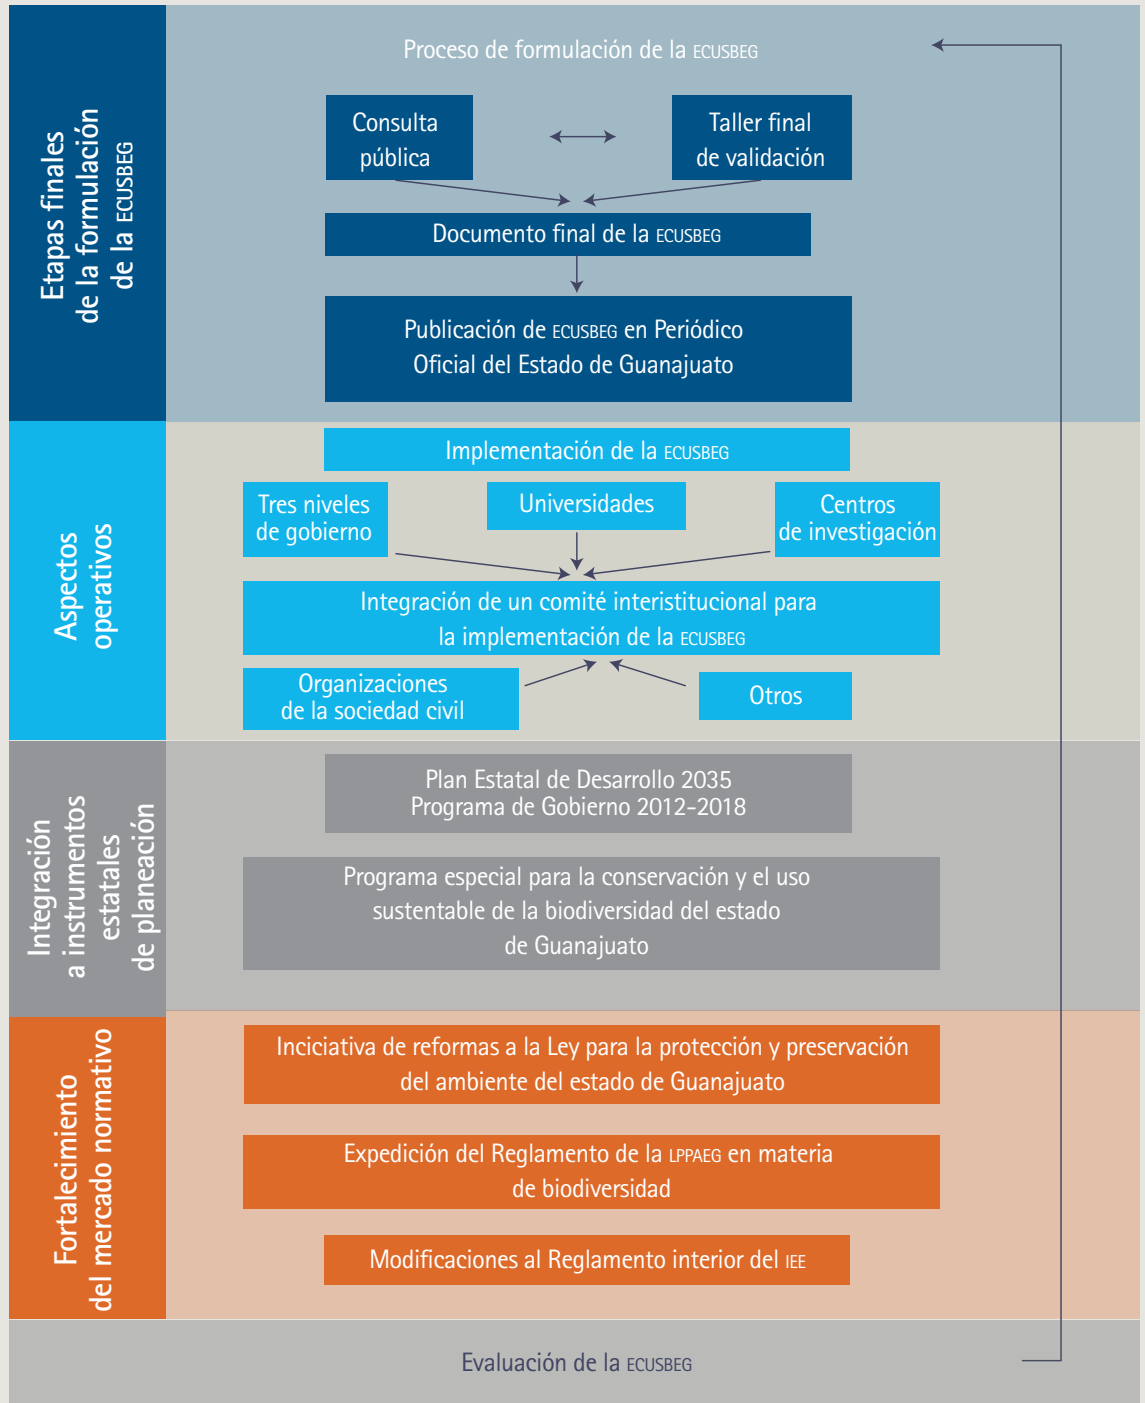 Etapas finales
de la formulación
de la ECUSBEG
Proceso de formulación de la ECUSBEG
Consulta
pública
Taller final
de validación
Documento final de la ECUSBEG
Publicación de ECUSBEG en Periódico
Oficial del Estado de Guanajuato
Aspectos
operativos
Implementación de la ECUSBEG
Tres niveles
de gobierno
Universidades
Centros
de investigación
Integración de un comité interistitucional para
la implementación de la ECUSBEG
Organizaciones
de la sociedad civil
Otros
Integración
a instrumentos
estatales
de planeación
Plan Estatal de Desarrollo 2035
Programa de Gobierno 2012-2018
Programa especial para la conservación y el uso
sustentable de la biodiversidad del estado
de Guanajuato
Fortalecimiento
del mercado normativo
Inciciativa de reformas a la Ley para la protección y preservación
del ambiente del estado de Guanajuato
Expedición del Reglamento de la LPPAEG en materia
de biodiversidad
Modificaciones al Reglamento interior del IEE
Evaluación de la ECUSBEG